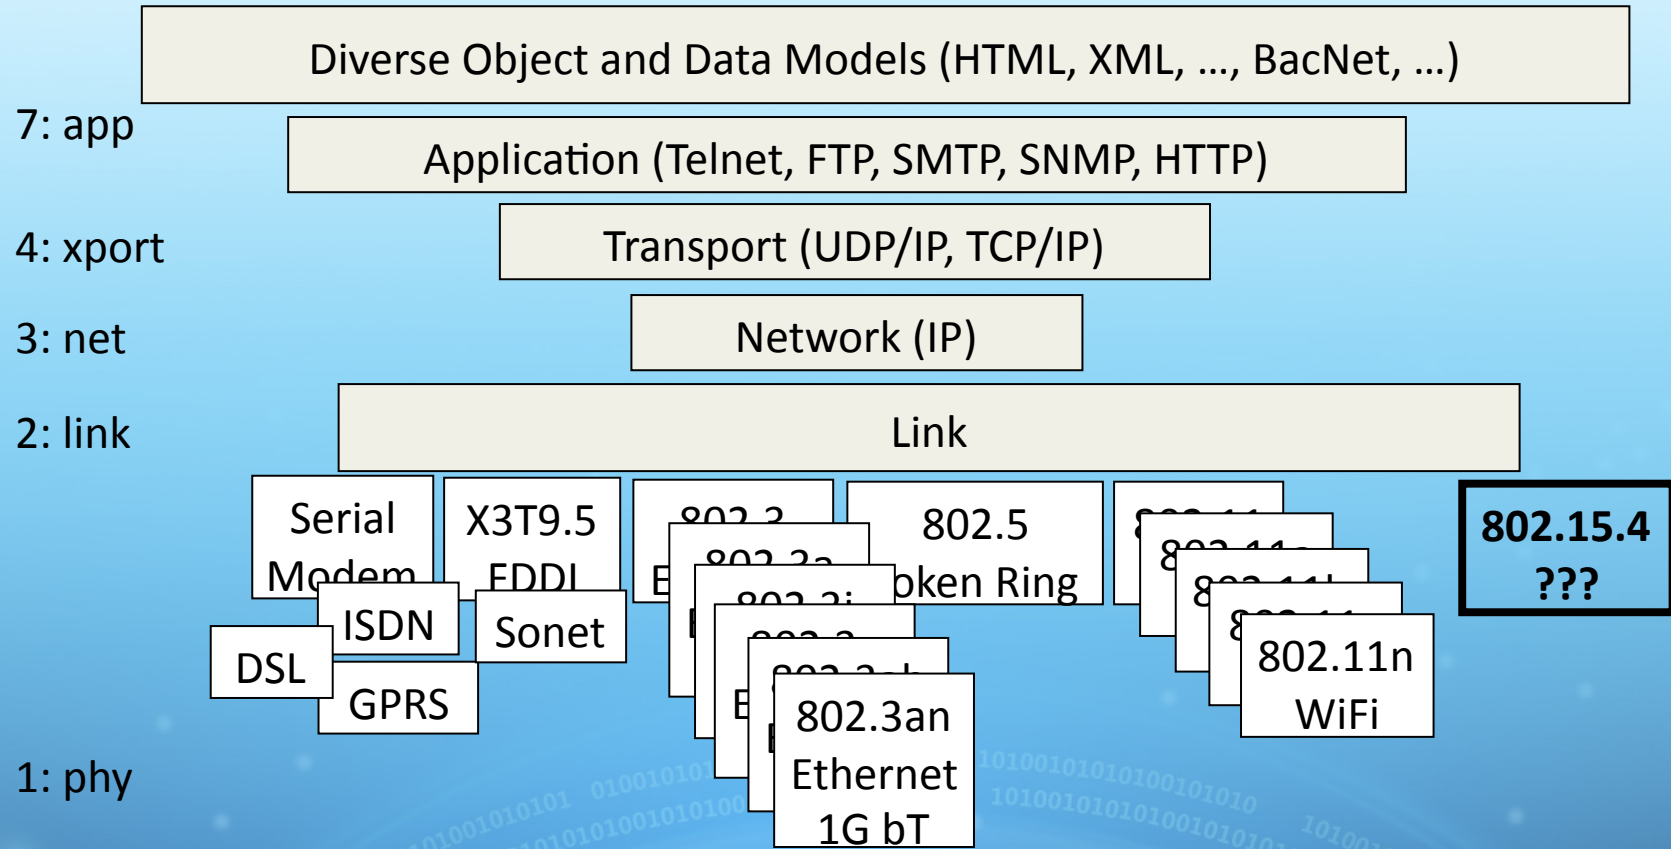 Diverse Object and Data Models (HTML, XML, …, BacNet, …)
7: app
Application (Telnet, FTP, SMTP, SNMP, HTTP)
4: xport
Transport (UDP/IP, TCP/IP)
3: net
Network (IP)
2: link
Link
Serial
Modem
X3T9.5
FDDI
802.3
802.5
Ring
802.15.4
???
ISDN
Sonet
DSL
GPRS
802.11n
WiFi
802.3an
Ethernet
1G bT
1: phy